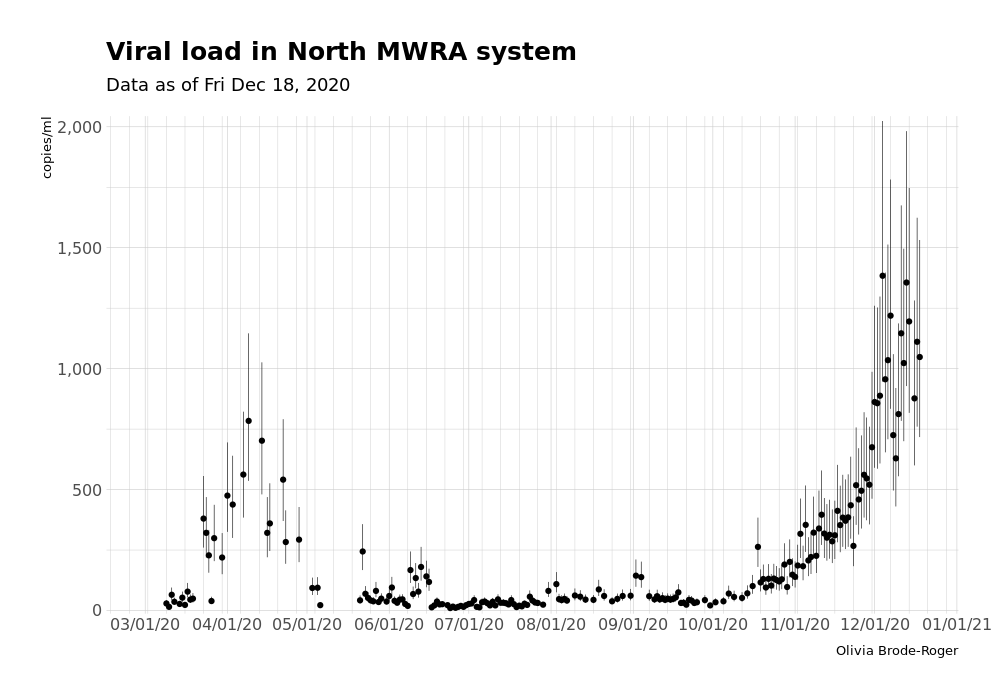 Viral load in North MWRA system
Data as of Fri Dec 18, 2020
copies/ml
2,000
1,500
1,000
500
0
03/01/20 04/01/20 05/01/20 06/01/20 07/01/20 08/01/20 09/01/20 10/01/20 11/01/20 12/01/20 01/01/21
Olivia Brode-Roger